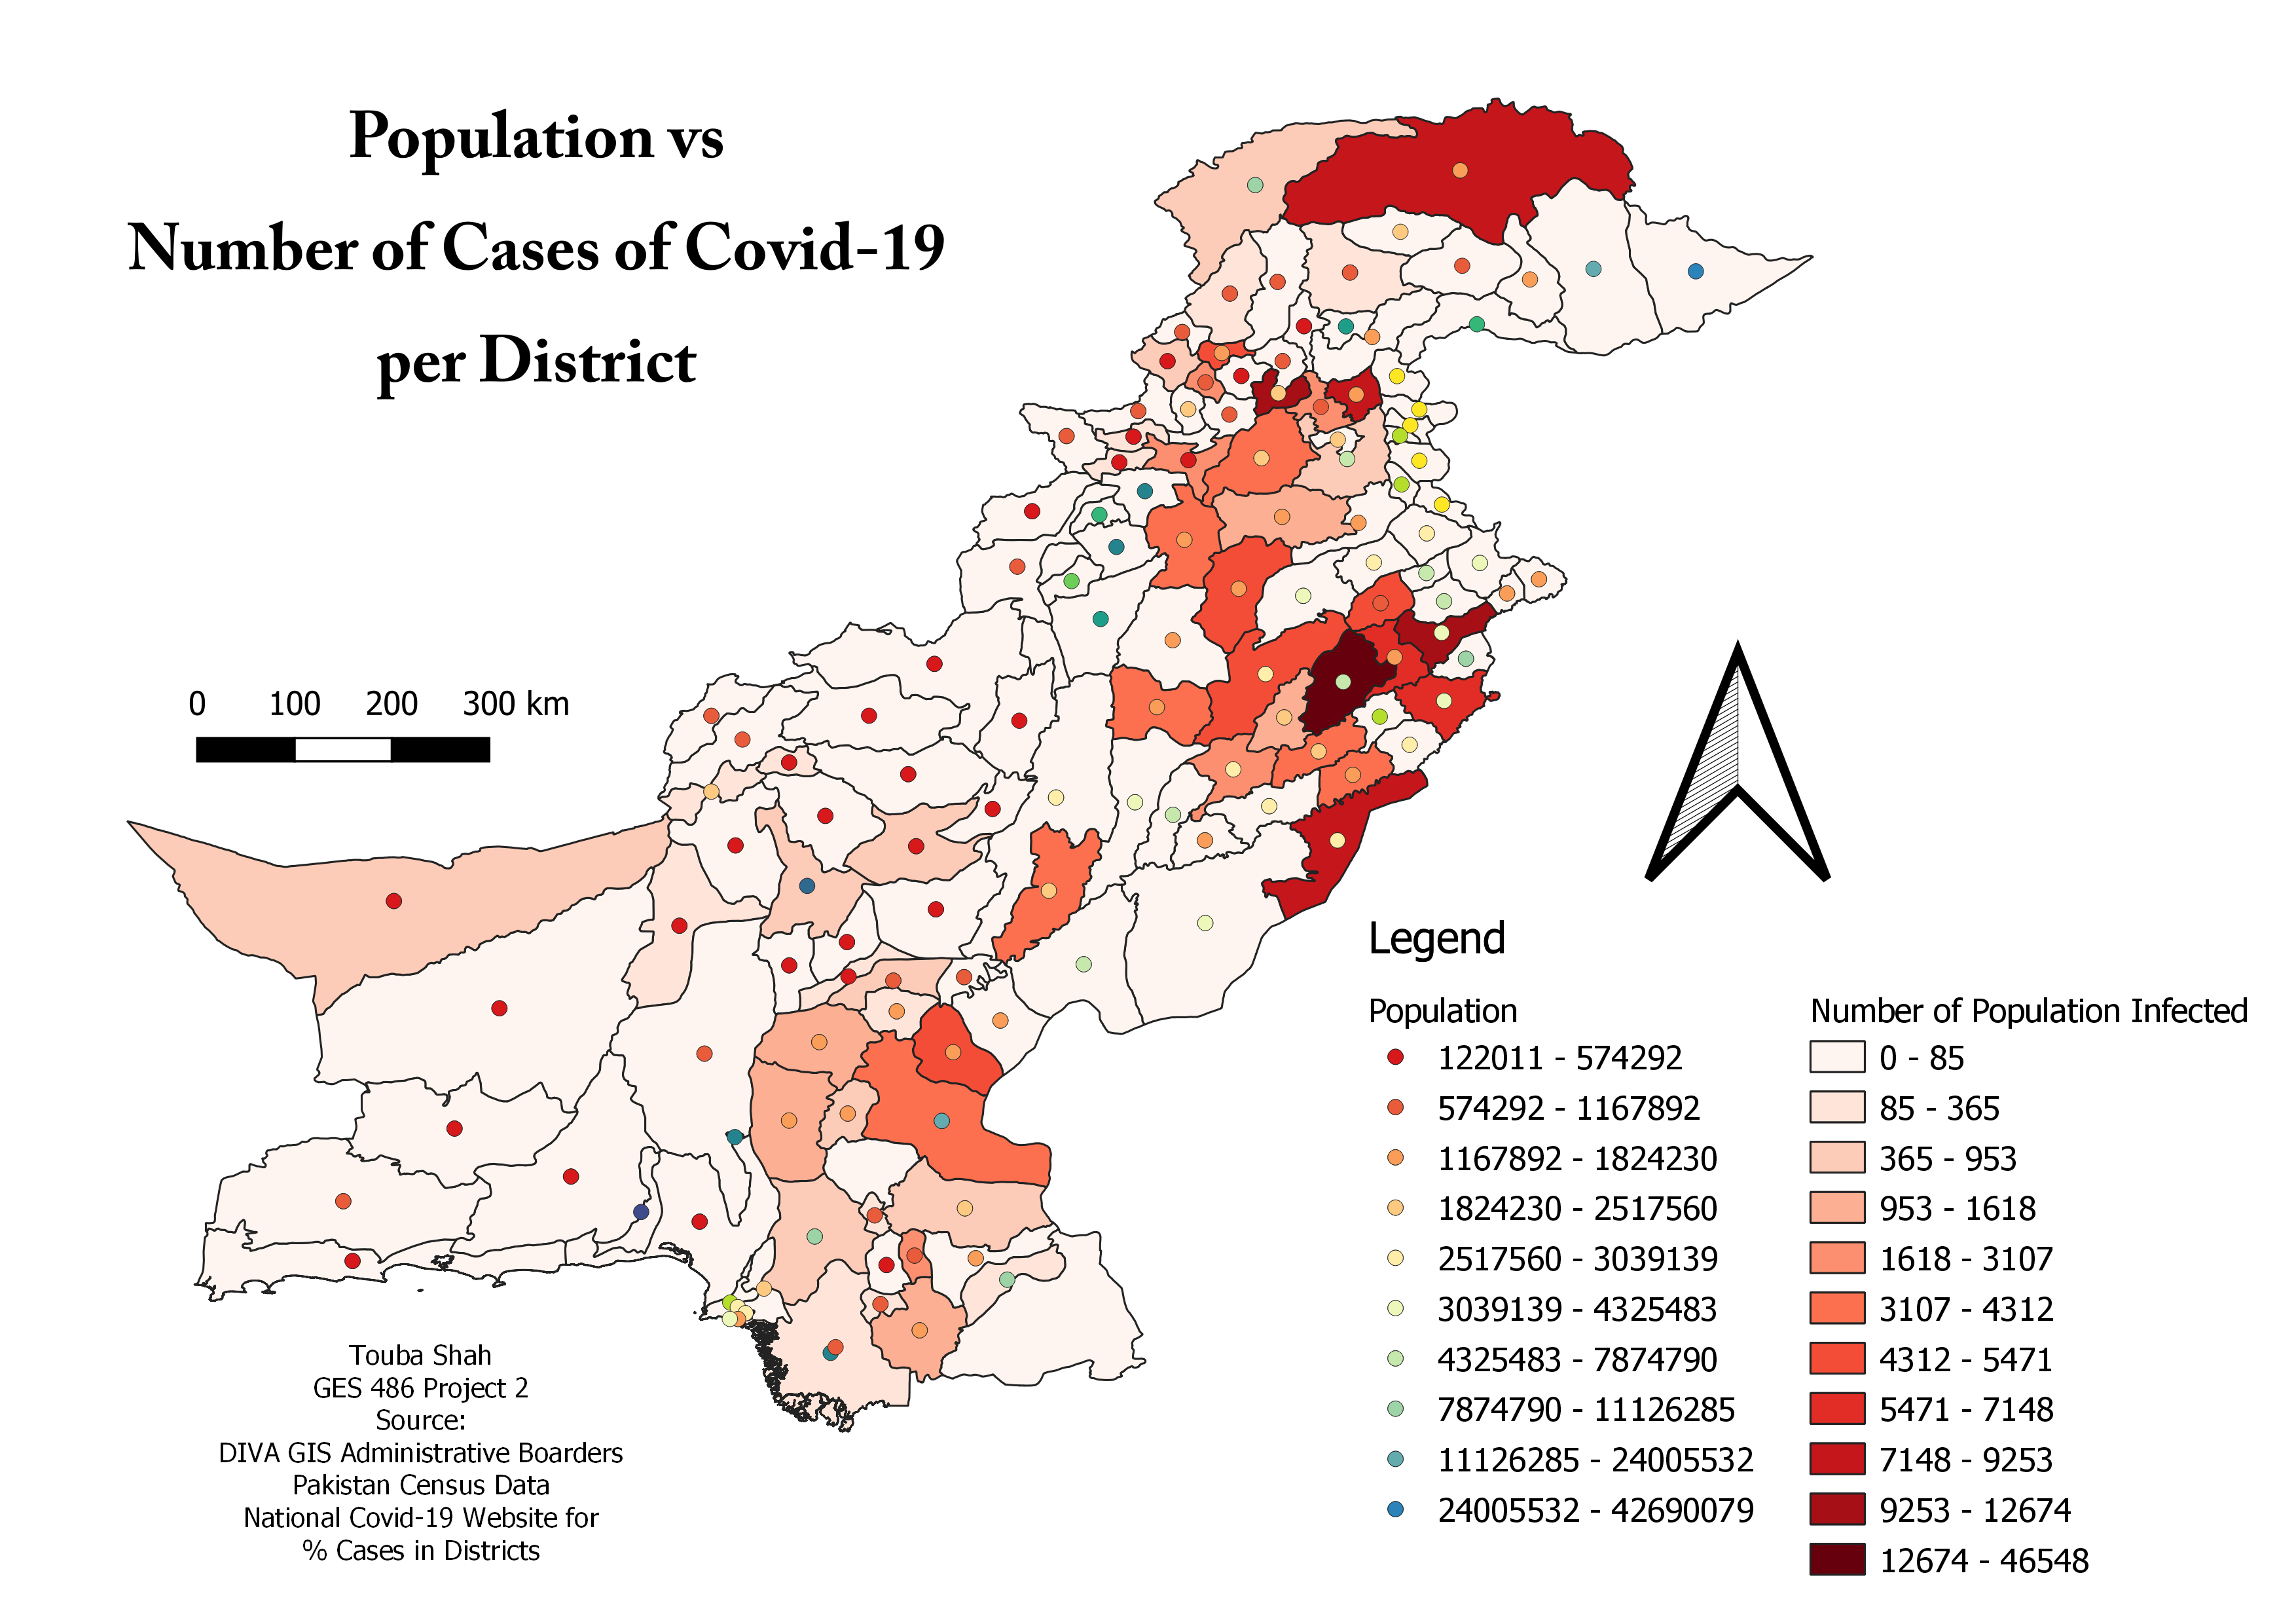 Population vs
Number of Cases of Covid-19
per District
0 100 200 300 km
Legend
Population
122011 - 574292
574292 - 1167892
1167892 - 1824230
1824230 - 2517560
2517560 - 3039139
3039139 - 4325483
4325483 - 7874790
7874790 - 11126285
11126285 - 24005532
24005532 - 42690079
Number of Population Infected
0 - 85
85 - 365
365 - 953
953 - 1618
1618 - 3107
3107 - 4312
4312 - 5471
5471 - 7148
7148 - 9253
9253 - 12674
12674 - 46548
Touba Shah
GES 486 Project 2
Source:
DIVA GIS Administrative Boarders
Pakistan Census Data
National Covid-19 Website for
% Cases in Districts